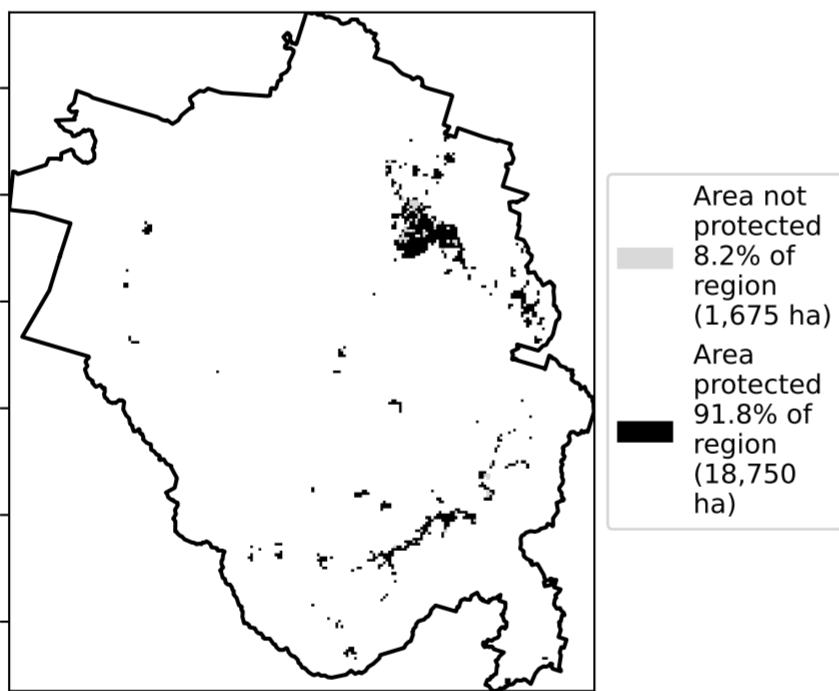 Area not
protected
8.2% of
region
(1,675 ha)
Area
protected
91.8% of
region
(18,750
ha)